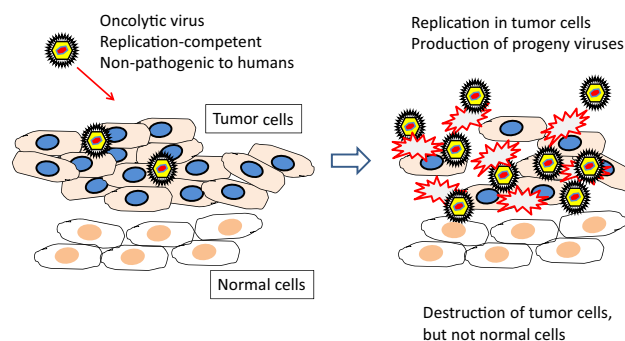 Oncolytic virus
Replication-competent
Non-pathogenic to humans
Tumor cells
Normal cells
Replication in tumor cells
Production of progeny viruses
Destruction of tumor cells,
but not normal cells